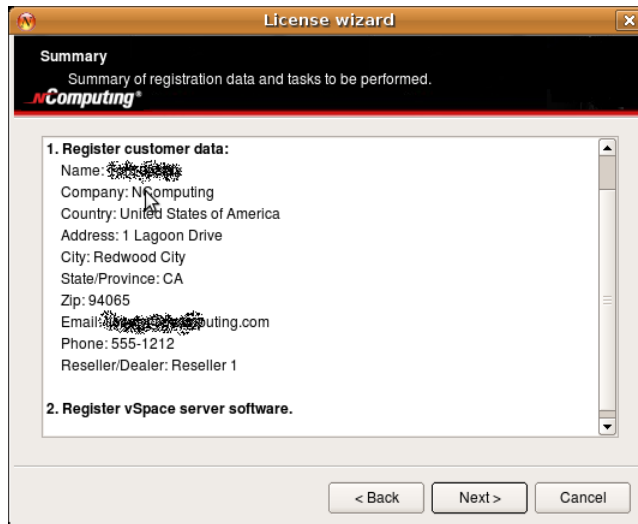 License wizard
Summary
Summary of registration data and tasks to be performed.
NComputing
1. Register customer data:
Name:
Company: NComputing
Country: United States of America
Address: 1 Lagoon Drive
City: Redwood City
State/Province: CA
Zip: 94065
Email: puting.com
Phone: 555-1212
Reseller/Dealer: Reseller 1
2. Register vSpace server software.
< Back Next > Cancel